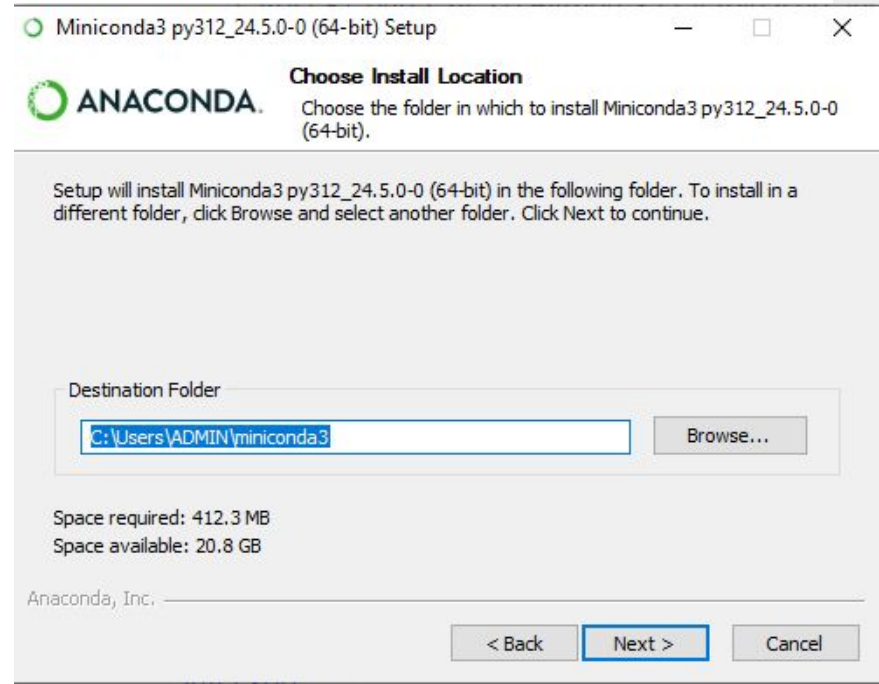 Miniconda3 py312_24.5.0-0 (64-bit) Setup
ANACONDA.
Choose Install Location
Choose the folder in which to install Miniconda3 py312_24.5.0-0
(64-bit).
Setup will install Miniconda3 py312_24.5.0-0 (64-bit) in the following folder. To install in a
different folder, click Browse and select another folder. Click Next to continue.
Destination Folder
C:\Users\ADMIN\miniconda3
Browse...
Space required: 412.3 MB
Space available: 20.8 GB
Anaconda, Inc.
< Back
Next >
Cancel